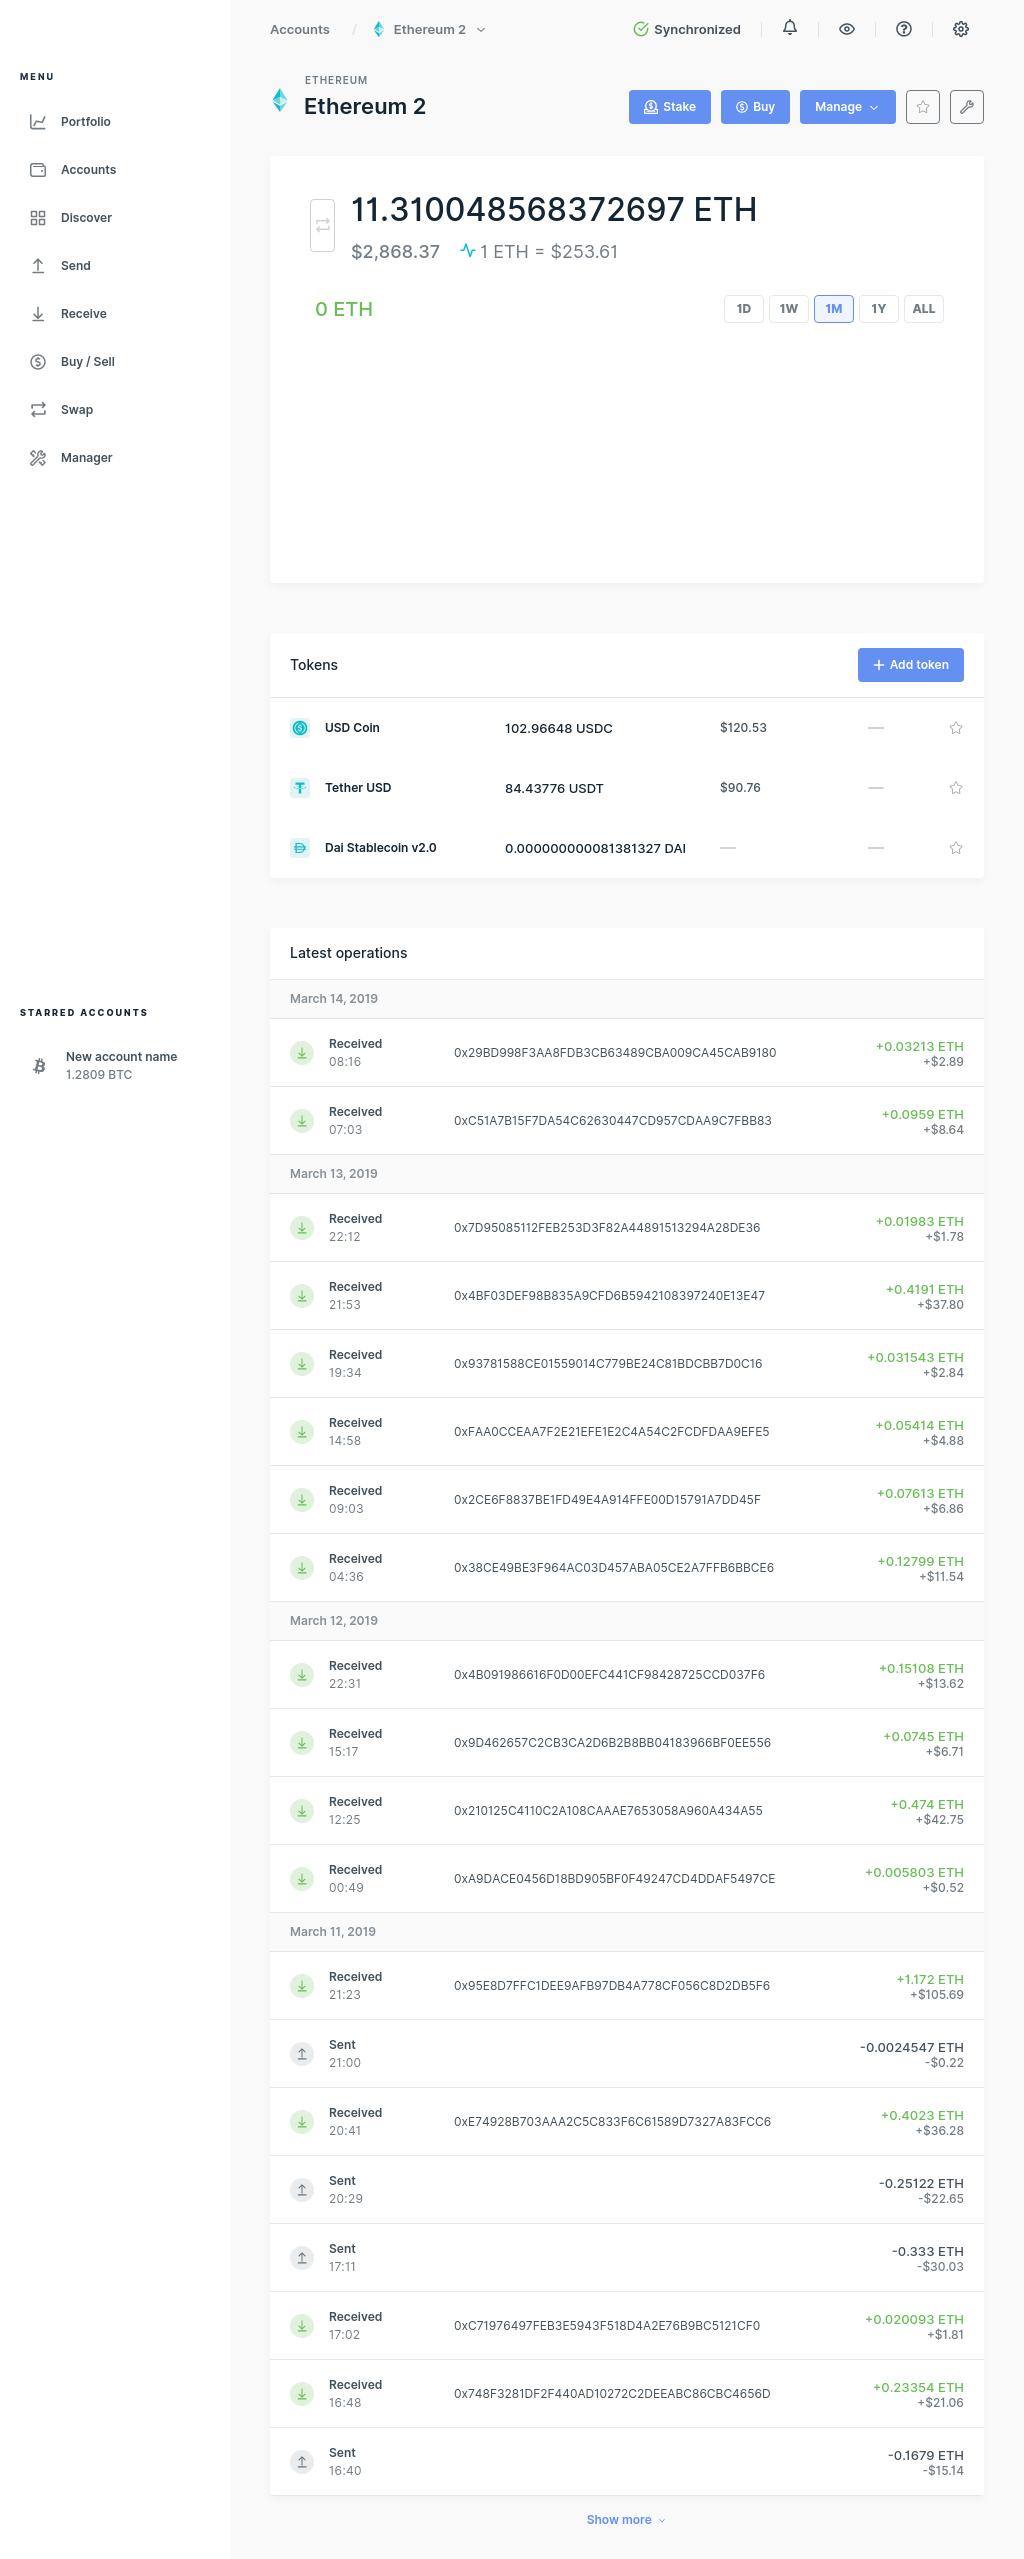 Accounts / Ethereum 2
Synchronized
MENU
Portfolio
Accounts
Discover
Send
Receive
Buy / Sell
Swap
Manager
STARRED ACCOUNTS
New account name
1.2809 BTC
ETHEREUM
Ethereum 2
Stake
Buy
Manage
11.310048568372697 ETH
$2,868.37 1 ETH = $253.61
0 ETH
1D 1W 1M 1Y ALL
Tokens
Add token
USD Coin 102.96648 USDC $120.53 —
Tether USD 84.43776 USDT $90.76 —
Dai Stablecoin v2.0 0.000000000081381327 DAI — —
Latest operations
March 14, 2019
Received 0x29BD998F3AA8FDB3CB63489CBA009CA45CAB9180 +0.03213 ETH
08:16 +$2.89
Received 0xC51A7B15F7DA54C62630447CD957CDAA9C7FBB83 +0.0959 ETH
07:03 +$8.64
March 13, 2019
Received 0x7D95085112FEB253D3F82A44891513294A28DE36 +0.01983 ETH
22:12 +$1.78
Received 0x4BF03DEF98B835A9CFD6B5942108397240E13E47 +0.4191 ETH
21:53 +$37.80
Received 0x93781588CE01559014C779BE24C81BDCBB7D0C16 +0.031543 ETH
19:34 +$2.84
Received 0xFAA0CCEAA7F2E21EFE1E2C4A54C2FCDFDAA9EFE5 +0.05414 ETH
14:58 +$4.88
Received 0x2CE6F8837BE1FD49E4A914FFE00D15791A7DD45F +0.07613 ETH
09:03 +$6.86
Received 0x38CE49BE3F964AC03D457ABA05CE2A7FFB6BBCE6 +0.12799 ETH
04:36 +$11.54
March 12, 2019
Received 0x4B091986616F0D00EFC441CF98428725CCD037F6 +0.15108 ETH
22:31 +$13.62
Received 0x9D462657C2CB3CA2D6B2B8BB04183966BF0EE556 +0.0745 ETH
15:17 +$6.71
Received 0x210125C4110C2A108CAAAE7653058A960A434A55 +0.474 ETH
12:25 +$42.75
Received 0xA9DACE0456D18BD905BF0F49247CD4DDAF5497CE +0.005803 ETH
00:49 +$0.52
March 11, 2019
Received 0x95E8D7FFC1DEE9AFB97DB4A778CF056C8D2DB5F6 +1.172 ETH
21:23 +$105.69
Sent -0.0024547 ETH
21:00 -$0.22
Received 0xE74928B703AAA2C5C833F6C61589D7327A83FCC6 +0.4023 ETH
20:41 +$36.28
Sent -0.25122 ETH
20:29 -$22.65
Sent -0.333 ETH
17:11 -$30.03
Received 0xC71976497FEB3E5943F518D4A2E76B9BC5121CF0 +0.020093 ETH
17:02 +$1.81
Received 0x748F3281DF2F440AD10272C2DEEABC86CBC4656D +0.23354 ETH
16:48 +$21.06
Sent -0.1679 ETH
16:40 -$15.14
Show more